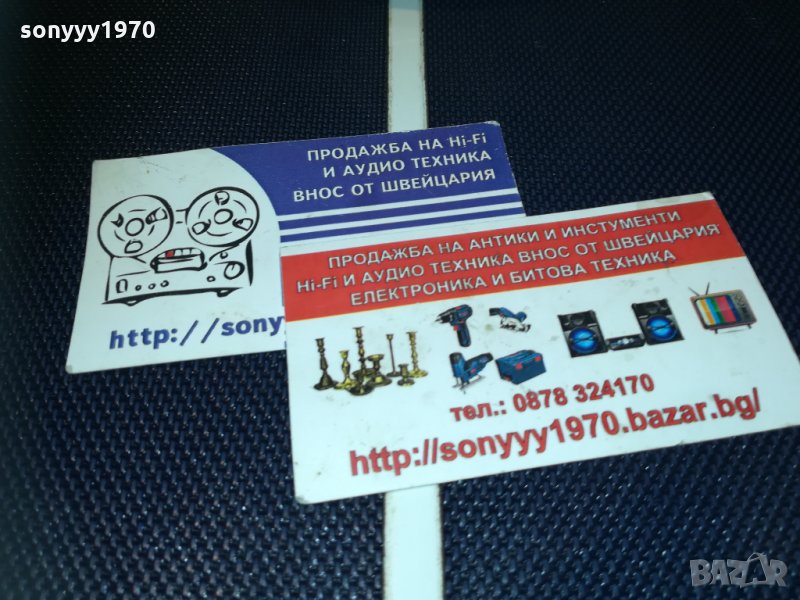 sonyyy1970
ПРОДАЖБА НА Hi-Fi
И АУДИО ТЕХНИКА
ВНОС ОТ ШВЕЙЦАРИЯ
http://sony
ПРОДАЖБА НА АНТИКИ И ИНСТУМЕНТИ
Hi-Fi И АУДИО ТЕХНИКА ВНОС ОТ ШВЕЙЦАРИЯ
ЕЛЕКТРОНИКА И БИТОВА ТЕХНИКА
тел.: 0878 324170
http://sonyyy1970.bazar.bg/
BAZAR